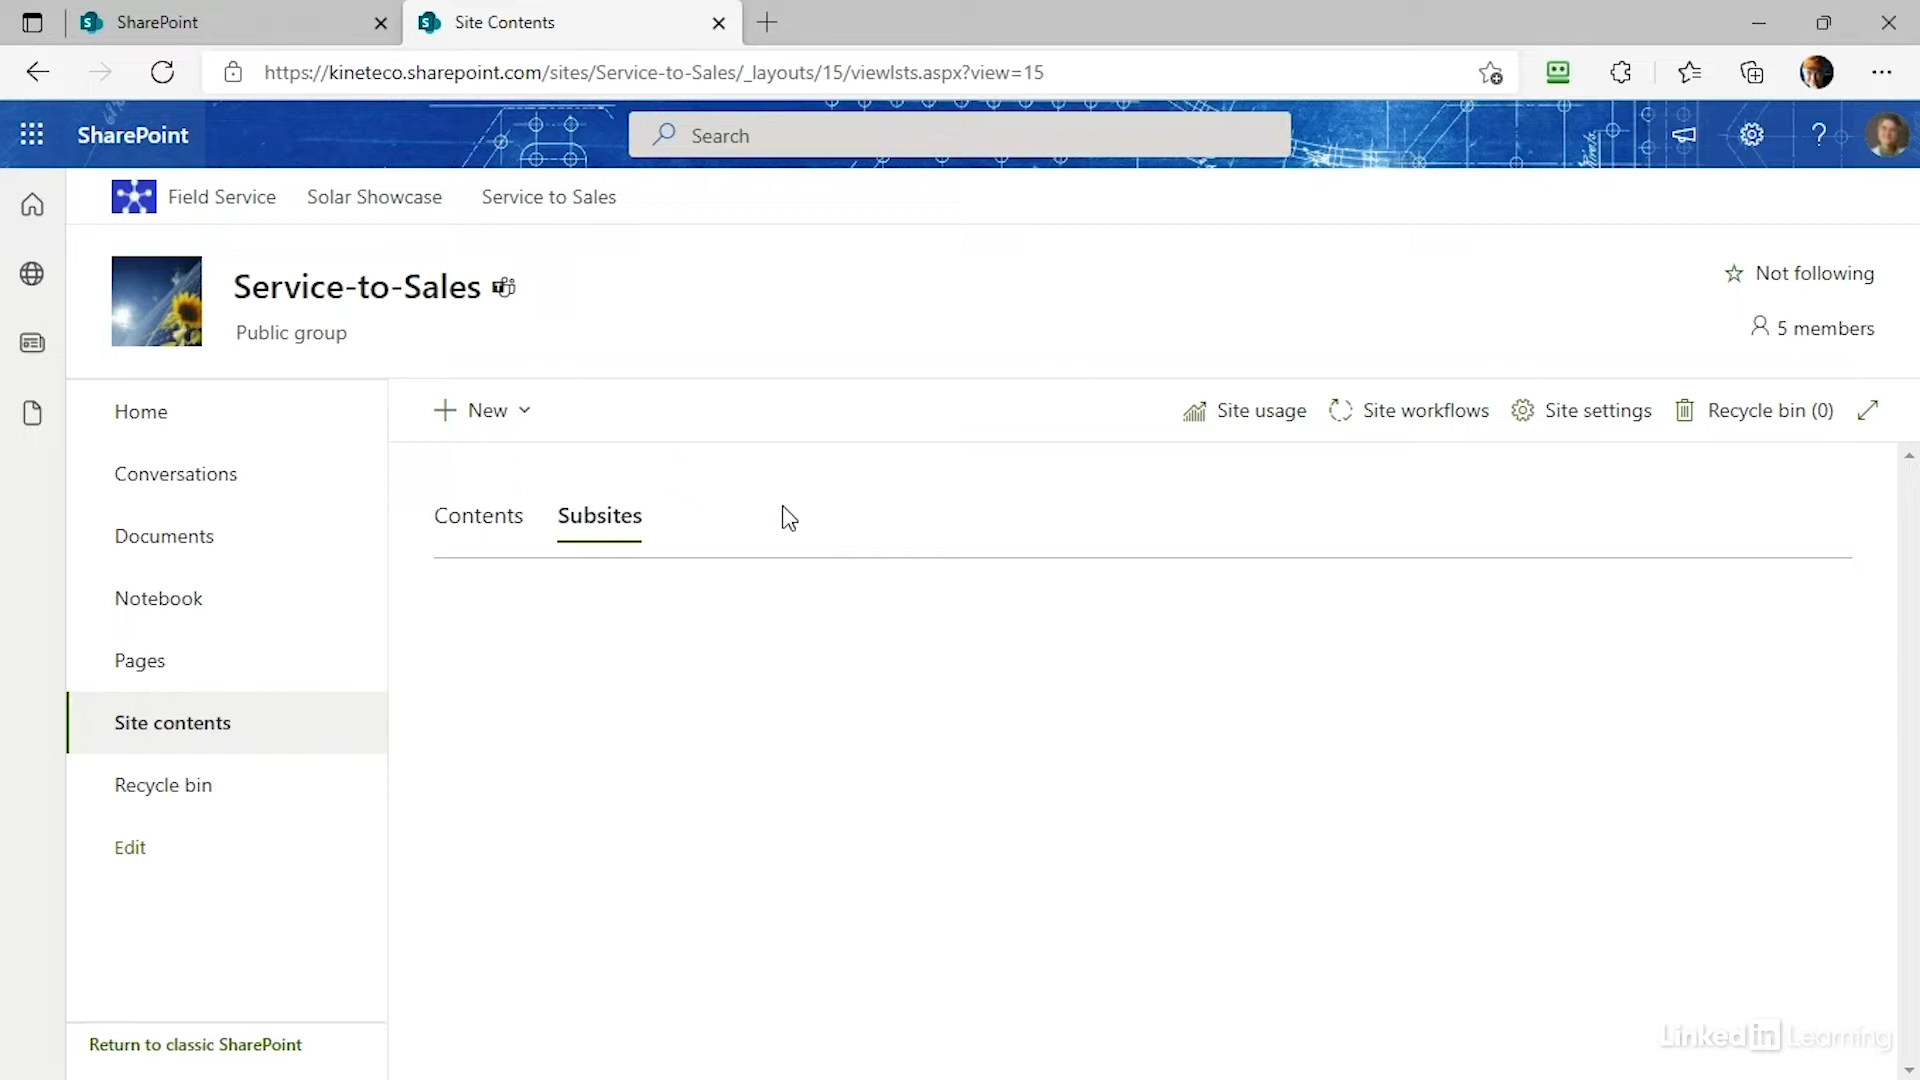 SharePoint
Site Contents
https://kineteco.sharepoint.com/sites/Service-to-Sales/_layouts/15/viewlsts.aspx?view=15
SharePoint
Search
Field Service
Solar Showcase
Service to Sales
Service-to-Sales
Public group
Not following
5 members
Home
Conversations
Documents
Notebook
Pages
Site contents
Recycle bin
Edit
Return to classic SharePoint
New
Site usage
Site workflows
Site settings
Recycle bin (0)
Contents
Subsites
LinkedIn Learning